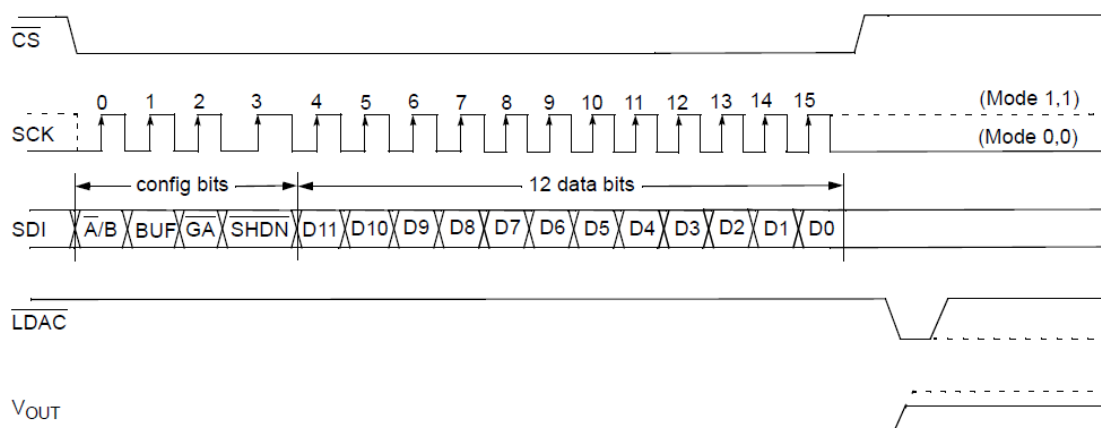 CS
0 1 2 3 4 5 6 7 8 9 10 11 12 13 14 15 (Mode 1,1)
SCK
(Mode 0,0)
config bits 12 data bits
SDI A/B BUF GA SHDN D11 D10 D9 D8 D7 D6 D5 D4 D3 D2 D1 D0
LDAC
VOUT